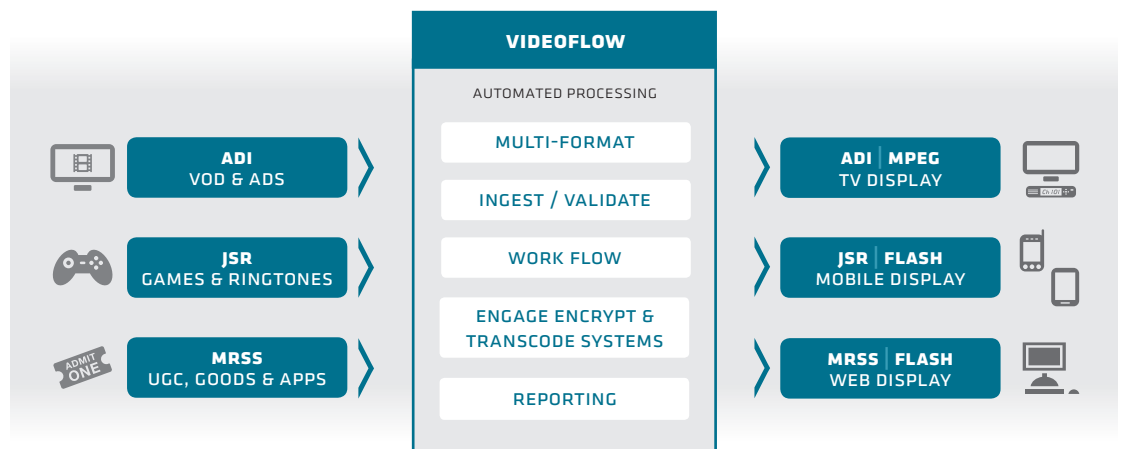 VIDEOFLOW
AUTOMATED PROCESSING
MULTI-FORMAT
INGEST / VALIDATE
WORK FLOW
ENGAGE ENCRYPT &
TRANSCODE SYSTEMS
REPORTING
ADI
VOD & ADS
JSR
GAMES & RINGTONES
ADMIT
ONE
MRSS
UGC, GOODS & APPS
ADI | MPEG
TV DISPLAY
Ch 101
JSR | FLASH
MOBILE DISPLAY
MRSS | FLASH
WEB DISPLAY